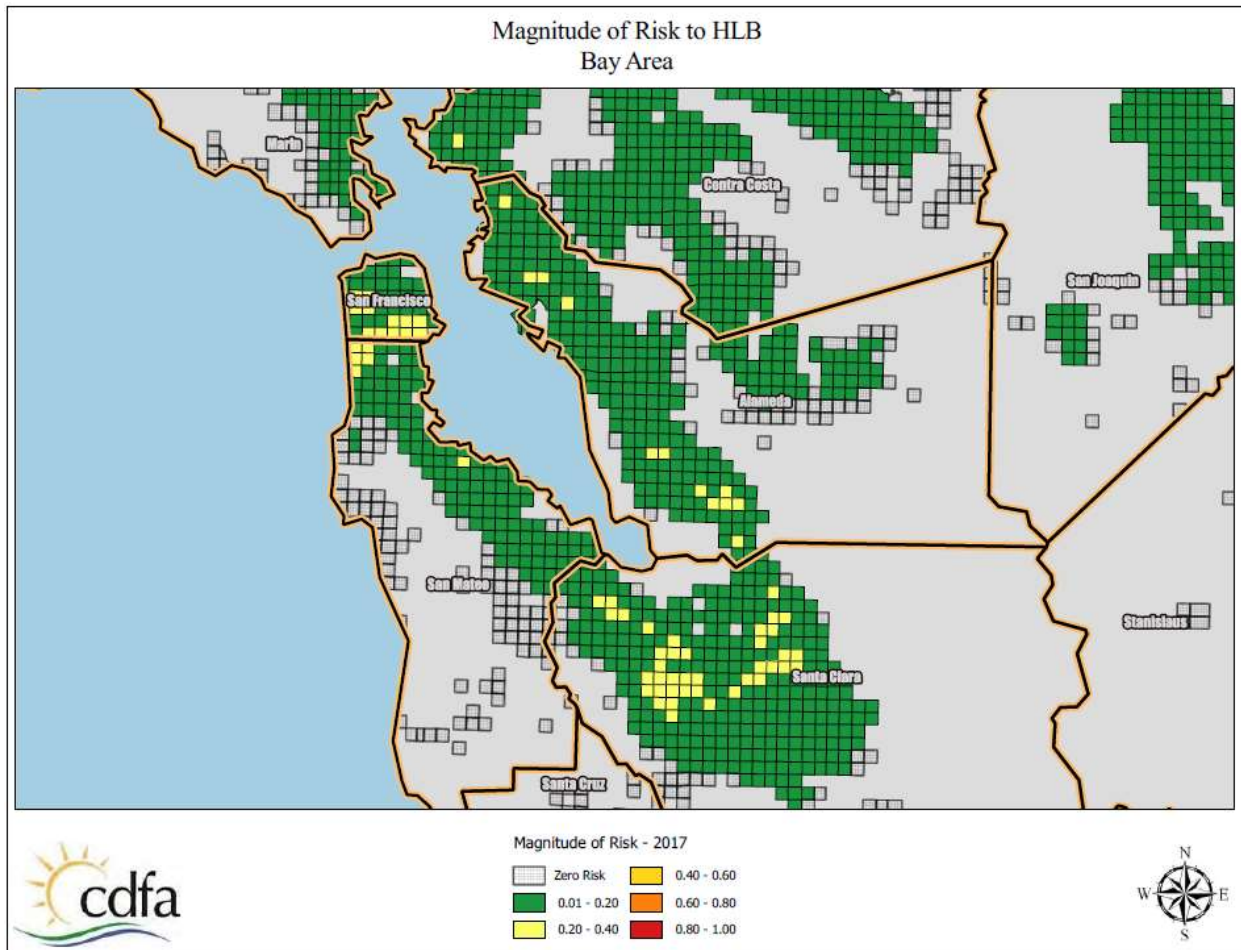 Magnitude of Risk to HLB
Bay Area
Marin
Contra Costa
San Francisco
San Joaquin
Alameda
San Mateo
Stanislaus
Santa Clara
Santa Cruz
cdfa
Magnitude of Risk - 2017
Zero Risk
0.40 - 0.60
0.01 - 0.20
0.60 - 0.80
0.20 - 0.40
0.80 - 1.00
N
W E
S